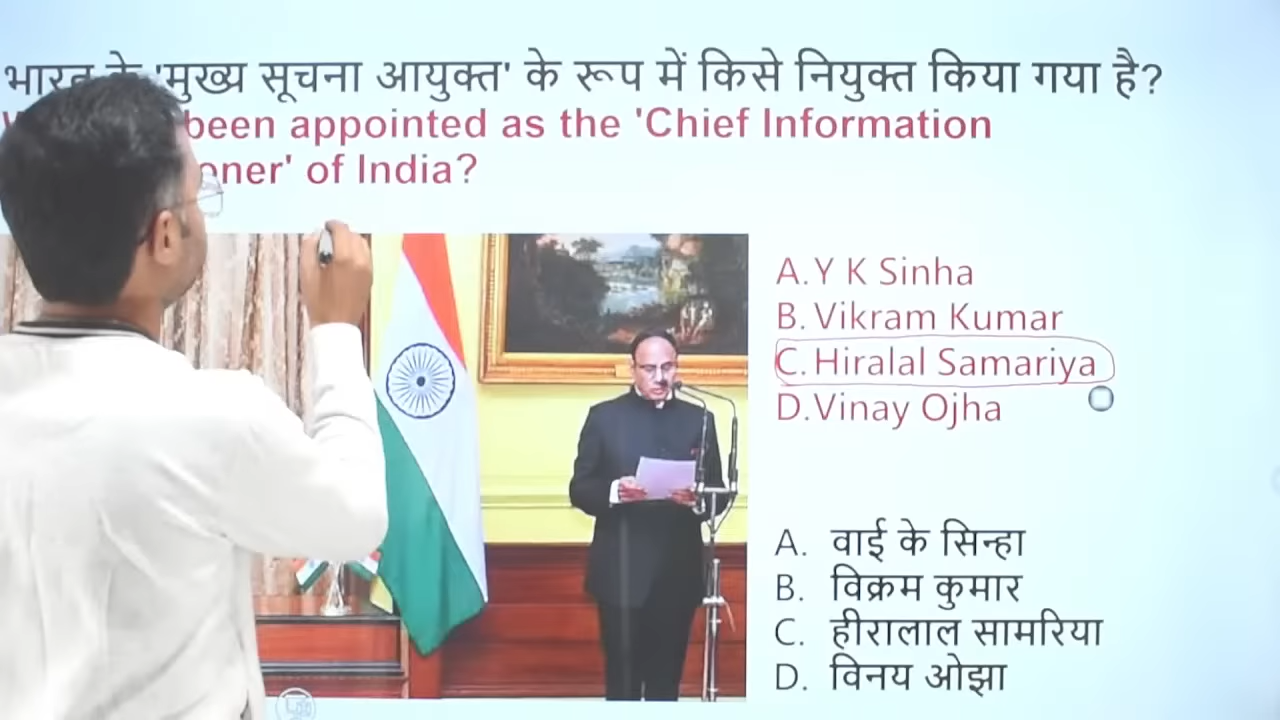 भारत के 'मुख्य सूचना आयुक्त' के रूप में किसे नियुक्त किया गया है?
been appointed as the 'Chief Information
oner' of India?
A.Y K Sinha
B. Vikram Kumar
C. Hiralal Samariya
D.Vinay Ojha
A. वाई के सिन्हा
B. विक्रम कुमार
C. हीरालाल सामरिया
D. विनय ओझा